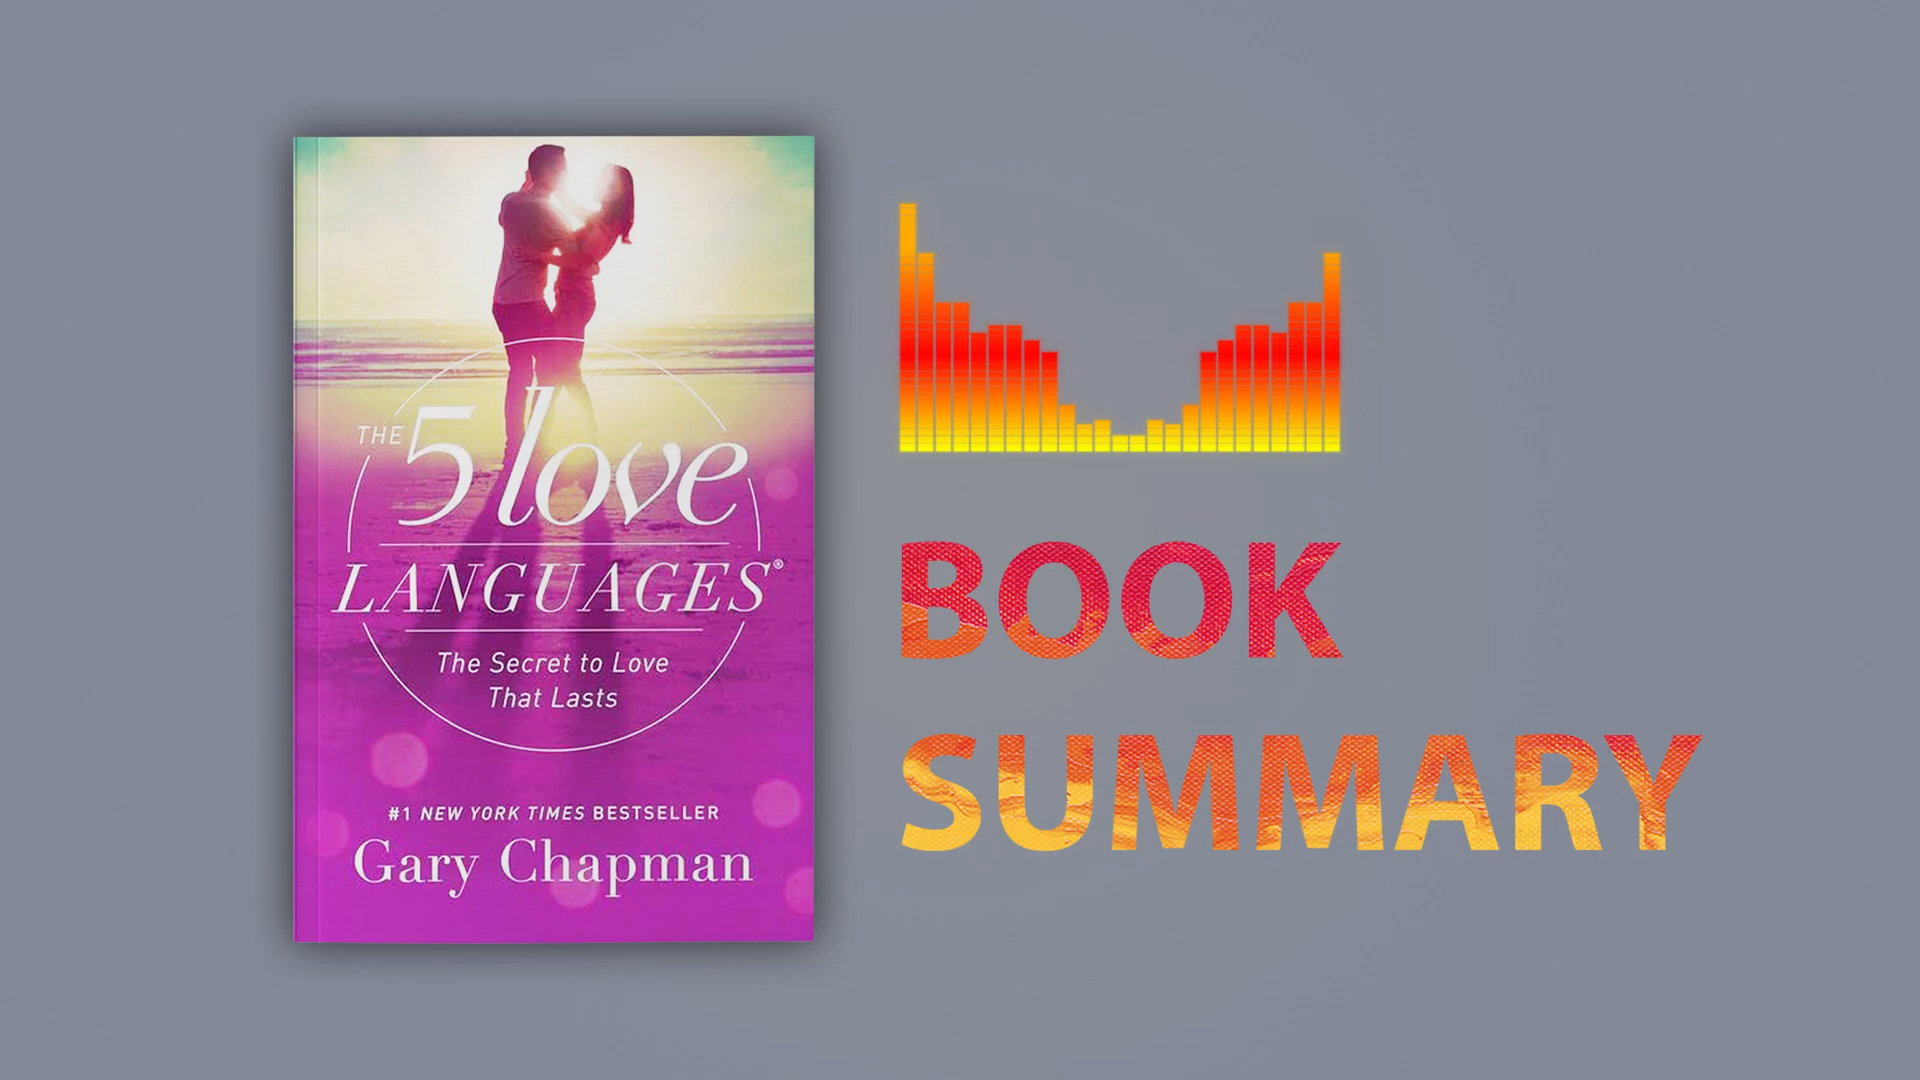 THE 5 love
LANGUAGES®
The Secret to Love
That Lasts
#1 NEW YORK TIMES BESTSELLER
Gary Chapman
BOOK
SUMMARY